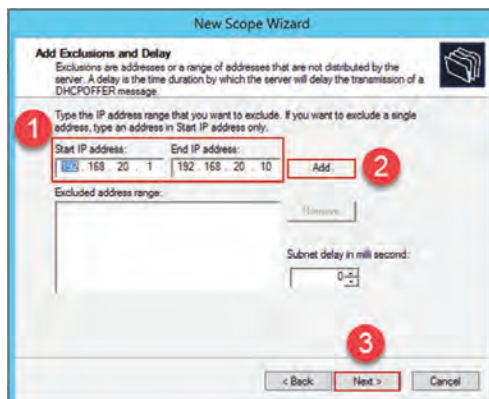 New Scope Wizard
Add Exclusions and Delay
Exclusions are addresses or a range of addresses that are not distributed by the
server. A delay is the time duration by which the server will delay the transmission of a
DHCPOFFER message.
Type the IP address range that you want to exclude. If you want to exclude a single
address, type an address in Start IP address only.
1
Start IP address: End IP address:
192 . 168 . 20 . 1 192 . 168 . 20 . 10 Add 2
Excluded address range:
Remove
Subnet delay in milli second:
0
3
< Back Next > Cancel